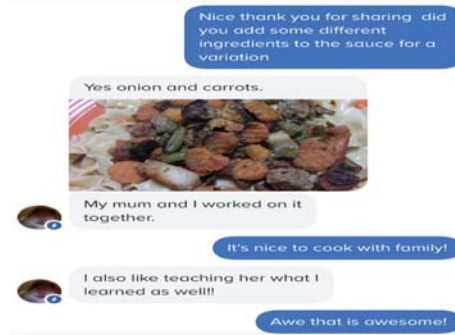 Nice thank you for sharing did
you add some different
ingredients to the sauce for a
variation
Yes onion and carrots.
My mum and I worked on it
together.
It's nice to cook with family!
I also like teaching her what I
learned as well!!
Awe that is awesome!